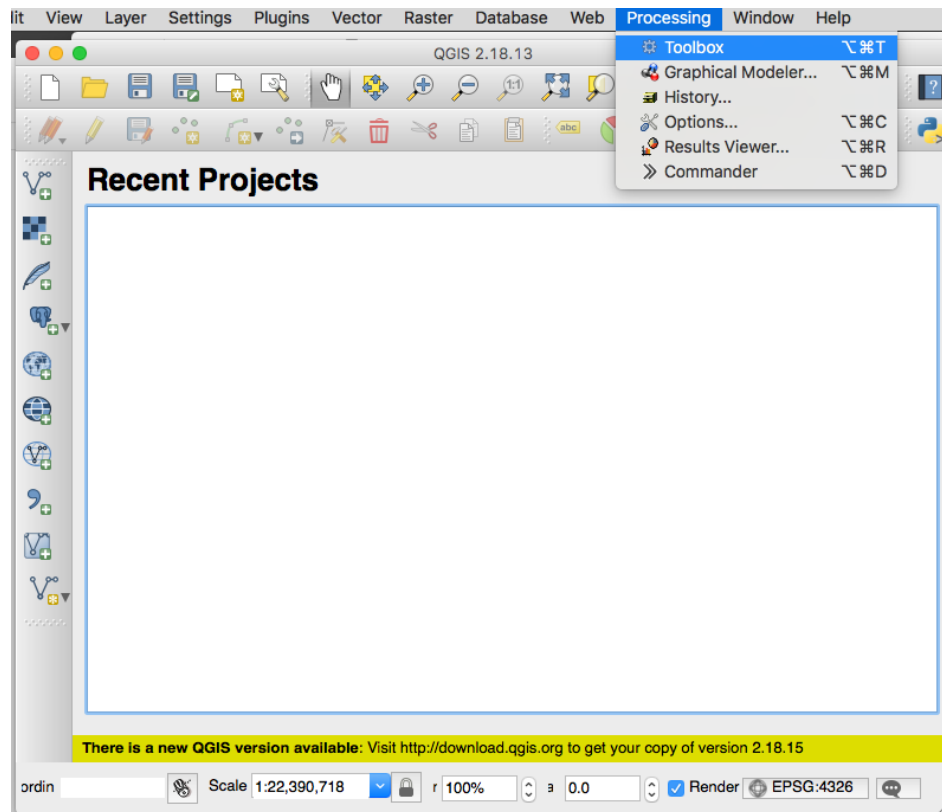 it View Layer Settings Plugins Vector Raster Database Web Processing Window Help
QGIS 2.18.13
Toolbox ⌥⌘T
Graphical Modeler... ⌥⌘M
History...
Options... ⌥⌘C
Results Viewer... ⌥⌘R
Commander ⌥⌘D
1:1
abc
?
Recent Projects
There is a new QGIS version available: Visit http://download.qgis.org to get your copy of version 2.18.15
ordin Scale 1:22,390,718 r 100% a 0.0 Render EPSG:4326